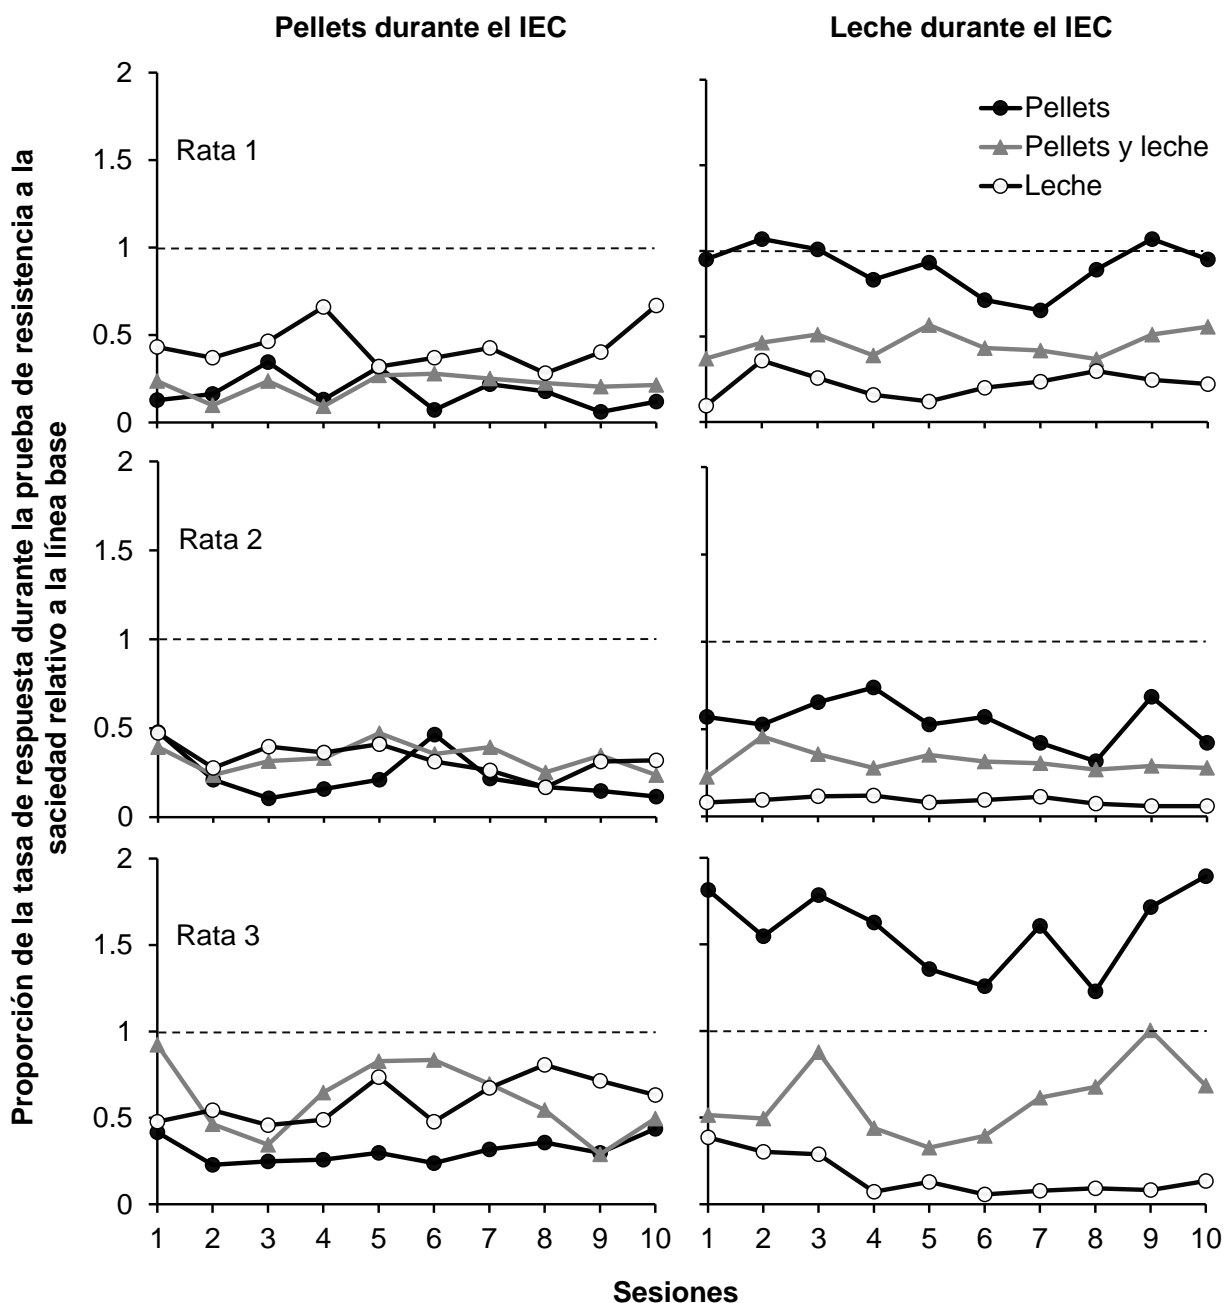 Pellets durante el IEC
Leche durante el IEC
Proporción de la tasa de respuesta durante la prueba de resistencia a la
saciedad relativo a la línea base
2
1.5
1
0.5
0
Rata 1
Pellets
Pellets y leche
Leche
2
1.5
1
0.5
0
Rata 2
2
1.5
1
0.5
0
Rata 3
1 2 3 4 5 6 7 8 9 10
1 2 3 4 5 6 7 8 9 10
Sesiones